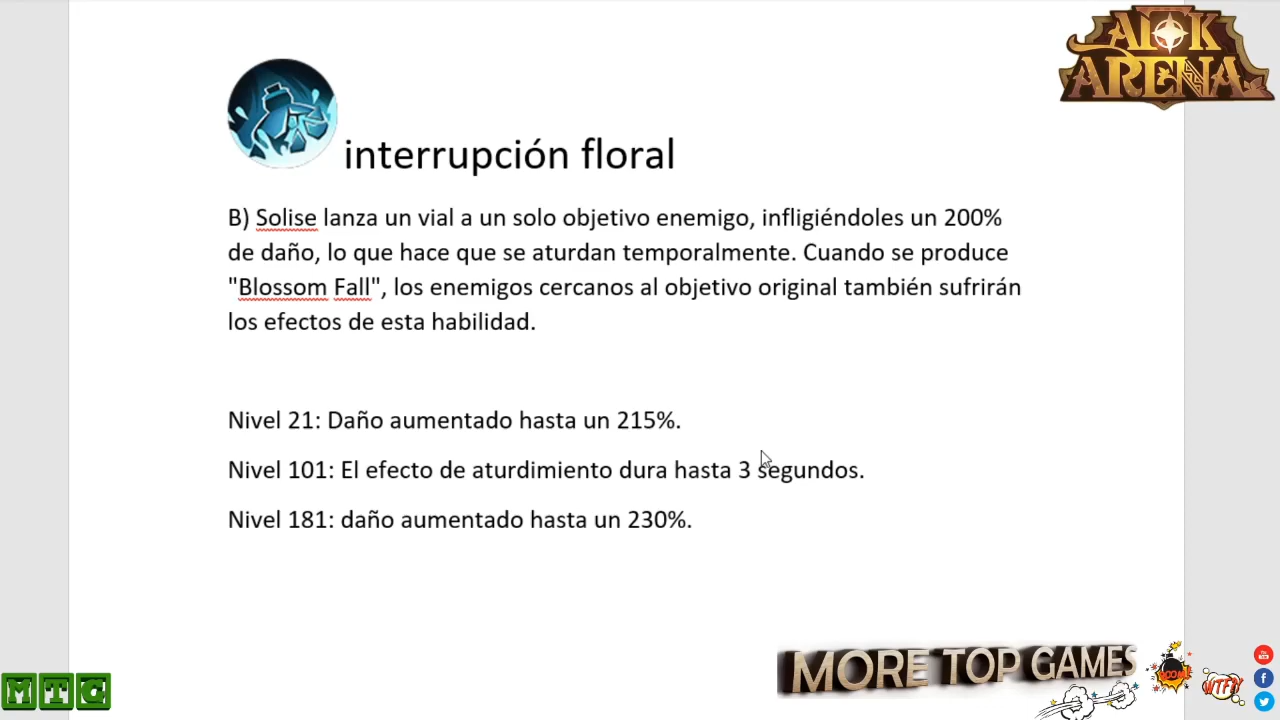 AFK
ARENA
interrupción floral
B) Solise lanza un vial a un solo objetivo enemigo, infligiéndoles un 200%
de daño, lo que hace que se aturdan temporalmente. Cuando se produce
"Blossom Fall", los enemigos cercanos al objetivo original también sufrirán
los efectos de esta habilidad.
Nivel 21: Daño aumentado hasta un 215%.
Nivel 101: El efecto de aturdimiento dura hasta 3 segundos.
Nivel 181: daño aumentado hasta un 230%.
MTG
MORE TOP GAMES
BOOM!
WTF?!